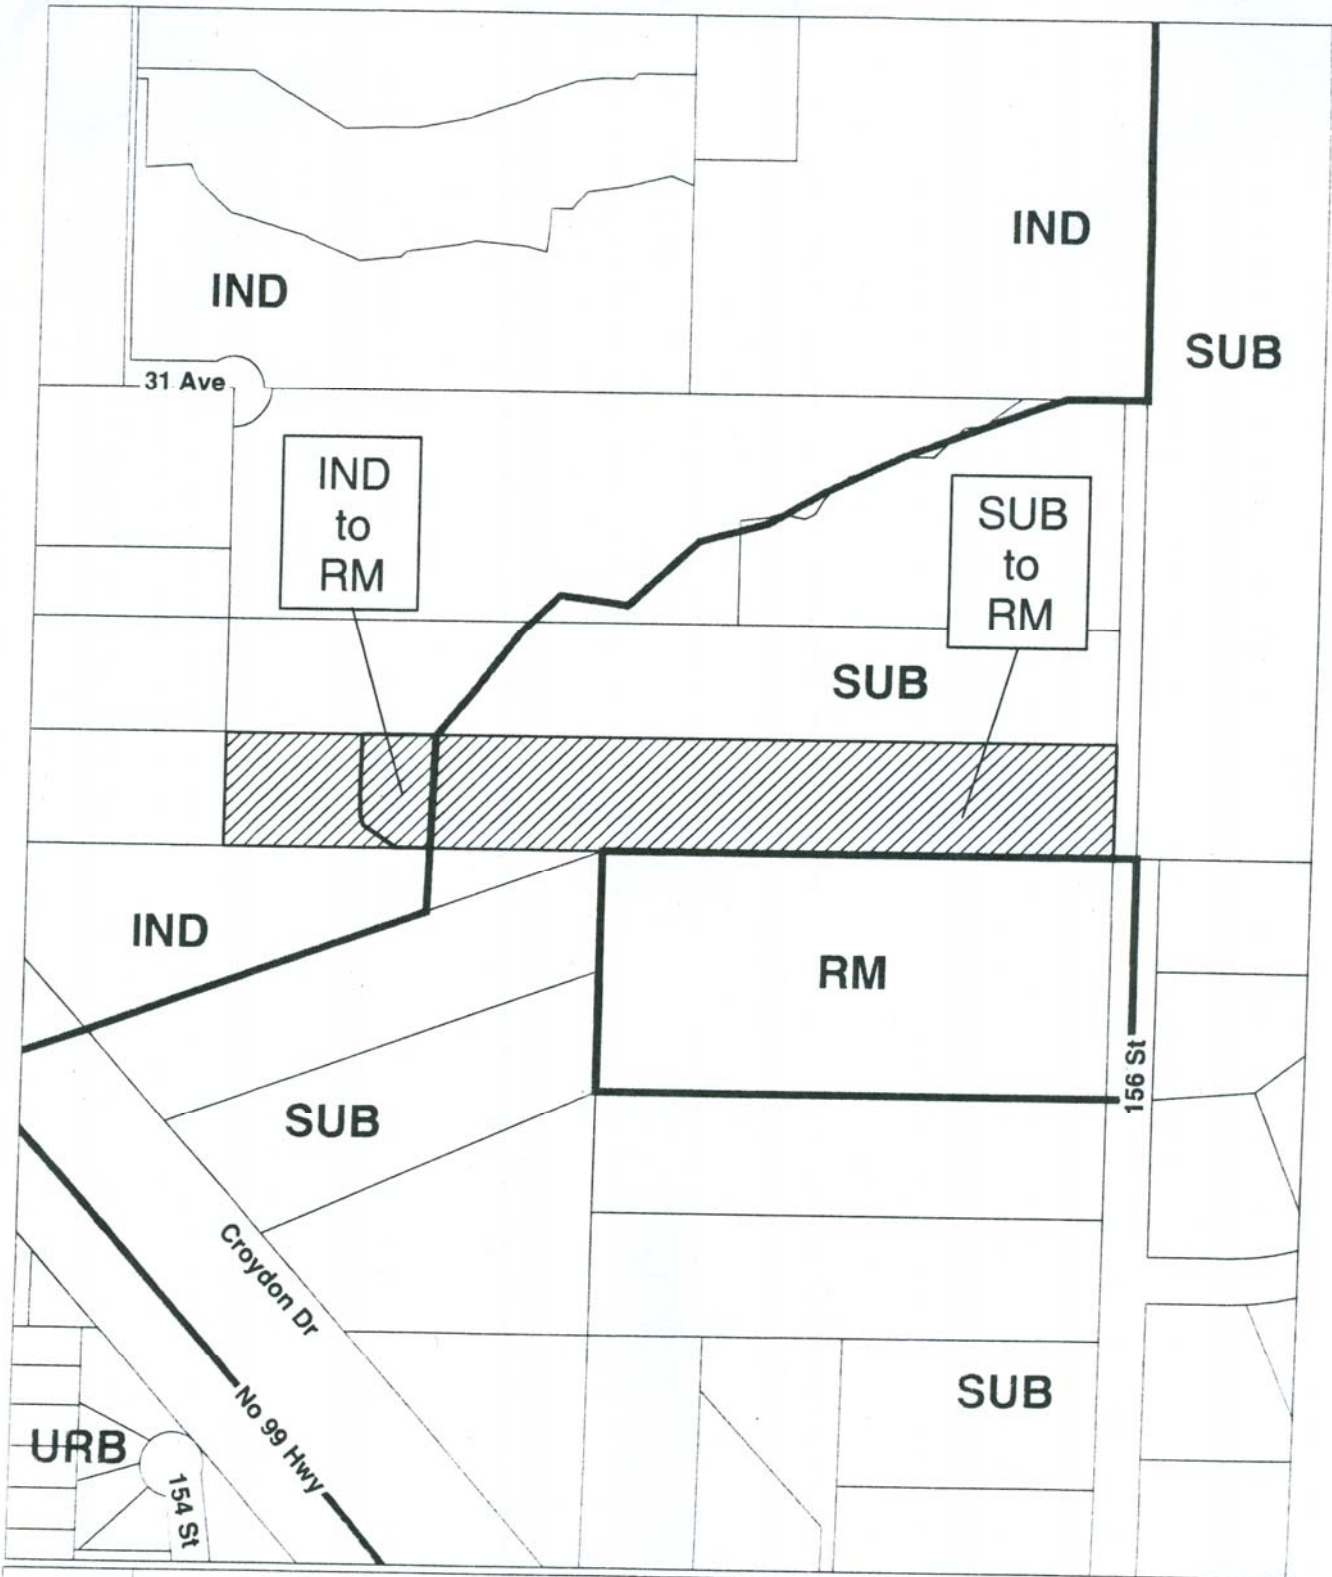 IND
IND
SUB
31 Ave
IND
to
RM
SUB
to
RM
SUB
IND
RM
156 St
SUB
Croydon Dr
No 99 Hwy
SUB
URB
154 St